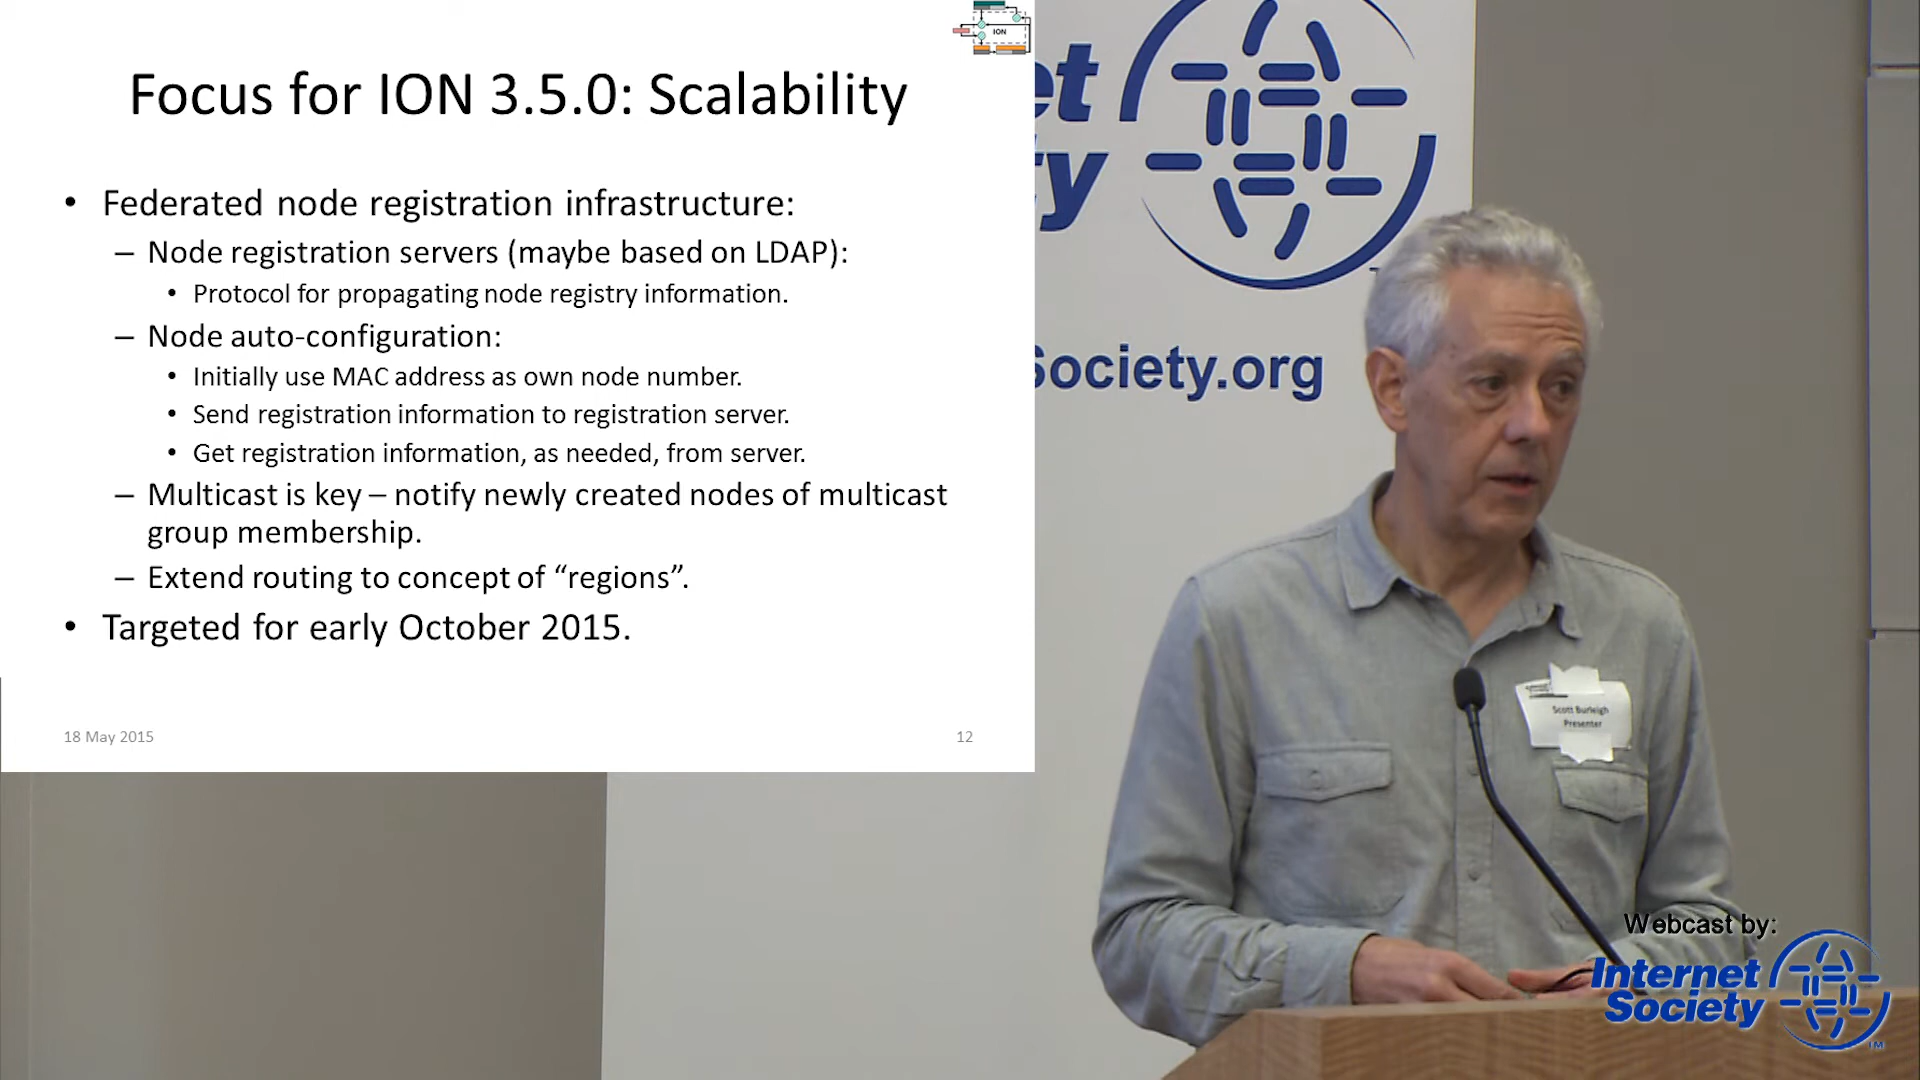 ION
Focus for ION 3.5.0: Scalability
• Federated node registration infrastructure:
– Node registration servers (maybe based on LDAP):
• Protocol for propagating node registry information.
– Node auto-configuration:
• Initially use MAC address as own node number.
• Send registration information to registration server.
• Get registration information, as needed, from server.
– Multicast is key – notify newly created nodes of multicast
group membership.
– Extend routing to concept of “regions”.
• Targeted for early October 2015.
18 May 2015
12
et
ty
Society.org
Scott Burleigh
Presenter
Webcast by:
Internet
Society
TM